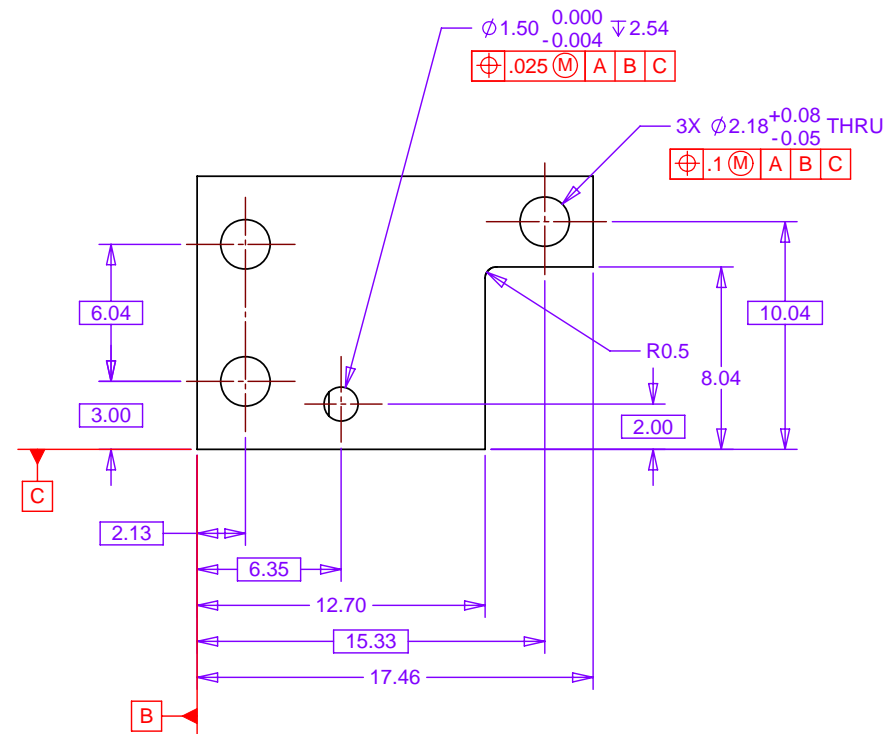 ⌀1.50 0.000 -0.004 ↧2.54
⌖ .025 Ⓜ A B C
3X ⌀2.18 +0.08 -0.05 THRU
⌖ .1 Ⓜ A B C
6.04
10.04
R0.5
8.04
3.00
2.00
C
2.13
6.35
12.70
15.33
17.46
B